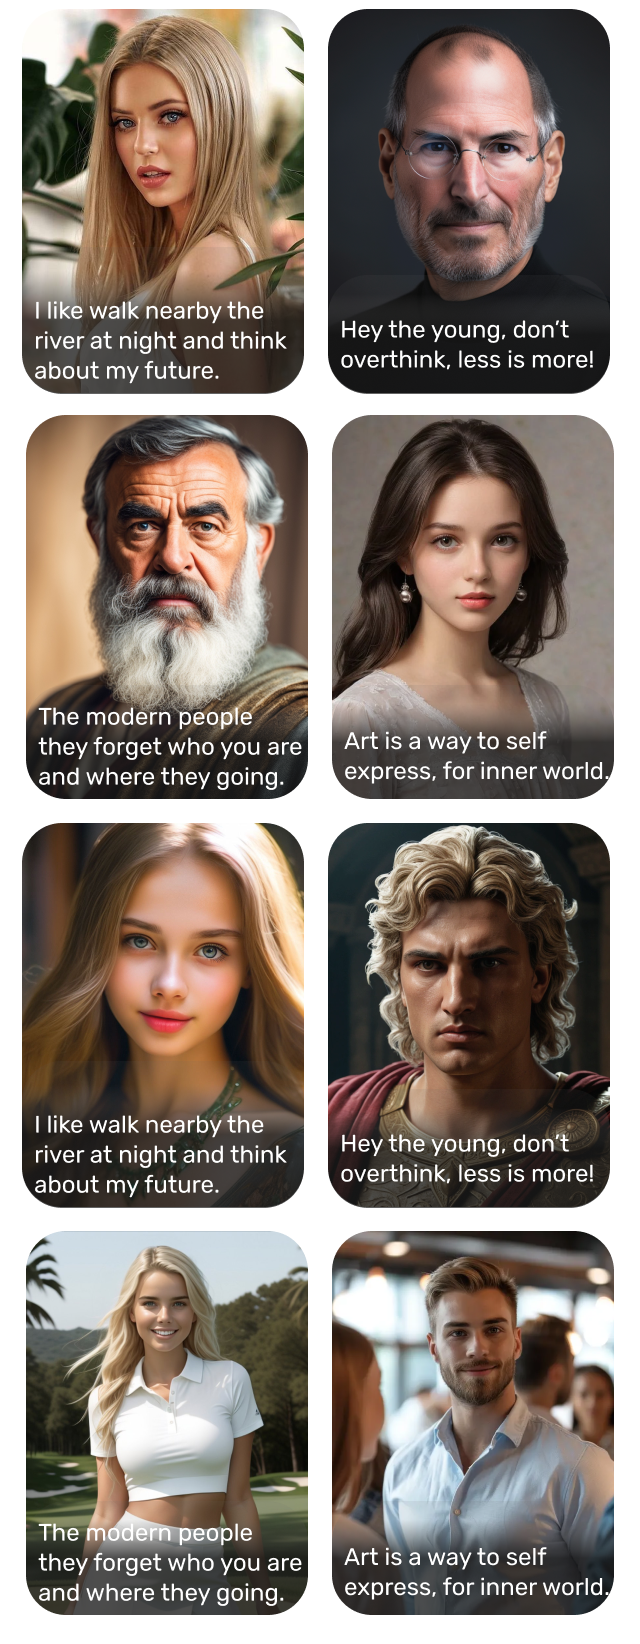 I like walk nearby the
river at night and think
about my future.
Hey the young, don't
overthink, less is more!
The modern people
they forget who you are
and where they going.
Art is a way to self
express, for inner world.
I like walk nearby the
river at night and think
about my future.
Hey the young, don't
overthink, less is more!
The modern people
they forget who you are
and where they going.
Art is a way to self
express, for inner world.